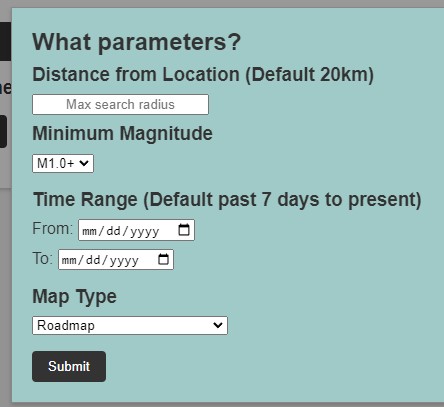 What parameters?
Distance from Location (Default 20km)
Max search radius
Minimum Magnitude
M1.0+
Time Range (Default past 7 days to present)
From: mm/dd/yyyy
To: mm/dd/yyyy
Map Type
Roadmap
Submit